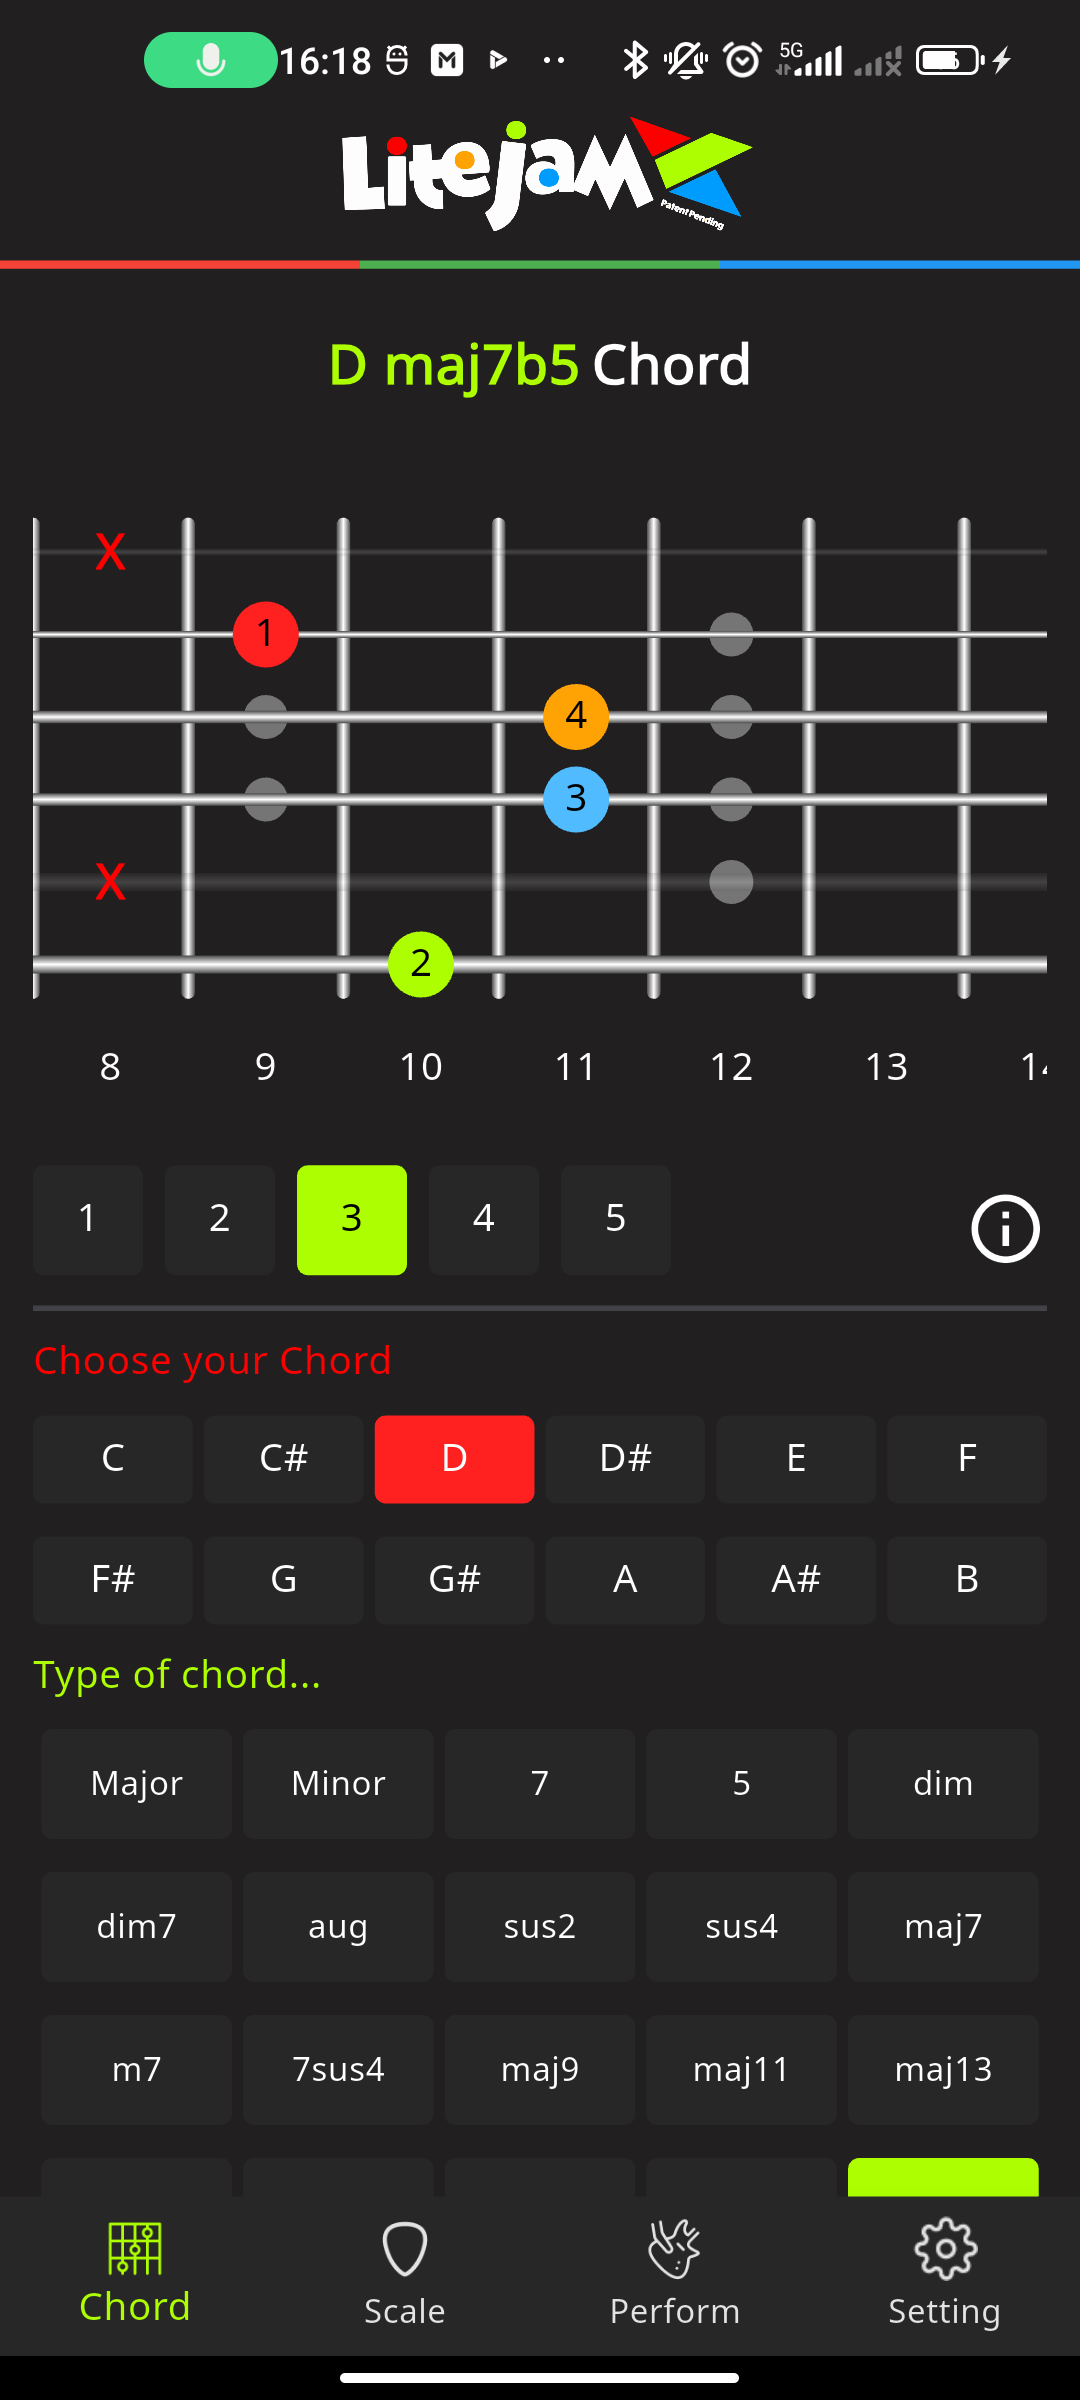 16:18 5G
Litejam
Patent Pending
D maj7b5 Chord
X
1
4
3
X
2
8 9 10 11 12 13
1 2 3 4 5
Choose your Chord
C C# D D# E F
F# G G# A A# B
Type of chord...
Major Minor 7 5 dim
dim7 aug sus2 sus4 maj7
m7 7sus4 maj9 maj11 maj13
Chord Scale Perform Setting